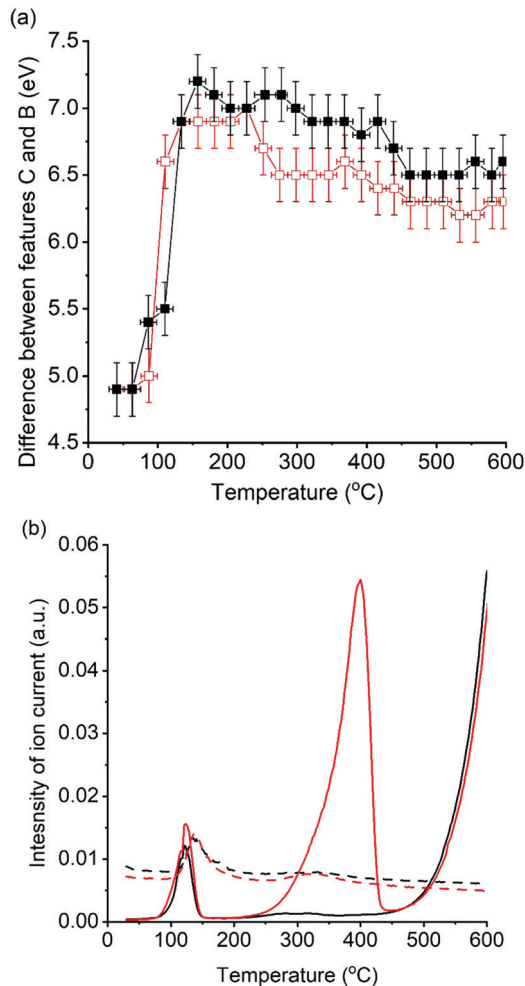 (a)
7.5
7.0
6.5
6.0
5.5
5.0
4.5
Difference between features C and B (eV)
0 100 200 300 400 500 600
Temperature (°C)
(b)
0.06
0.05
0.04
0.03
0.02
0.01
0.00
Intesnsity of ion current (a.u.)
0 100 200 300 400 500 600
Temperature (°C)